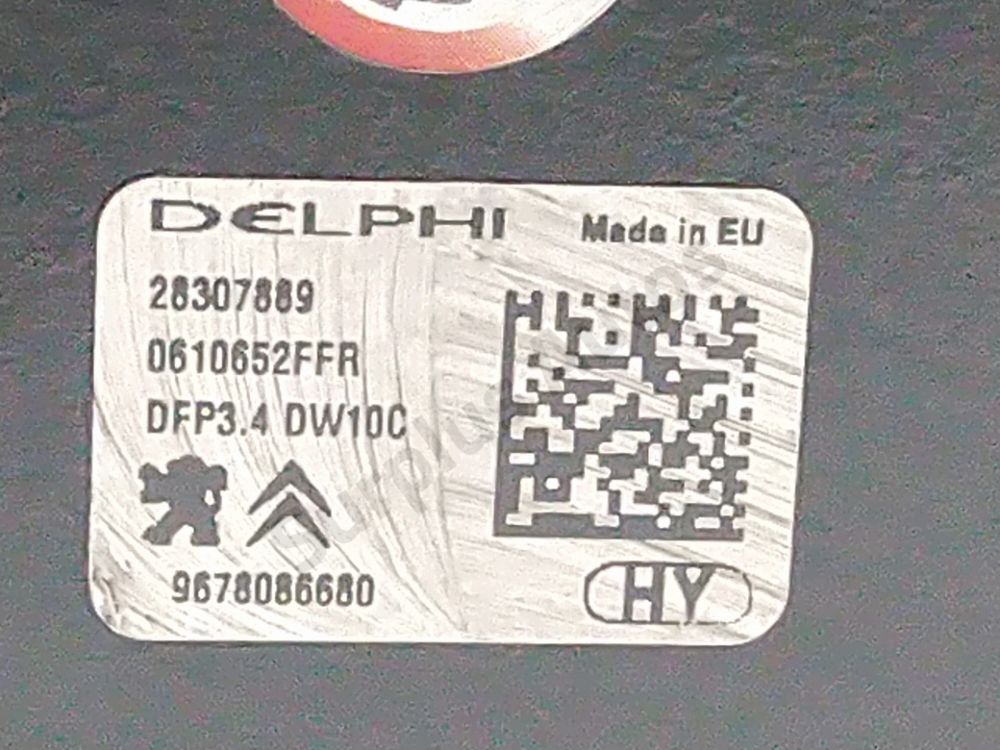 DELPHI
Made in EU
28307889
0610652FFR
DFP3.4 DW10C
9678086680
HY